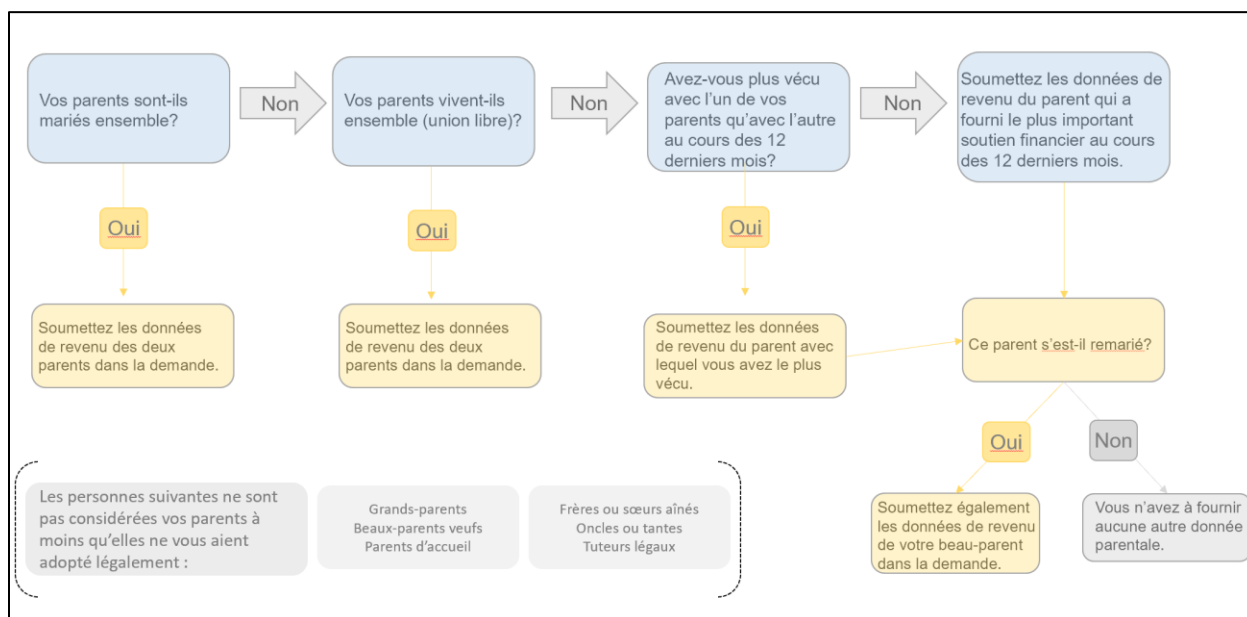 Vos parents sont-ils
mariés ensemble?
Non
Vos parents vivent-ils
ensemble (union libre)?
Non
Avez-vous plus vécu
avec l'un de vos
parents qu'avec l'autre
au cours des 12
derniers mois?
Non
Soumettez les données de
revenu du parent qui a
fourni le plus important
soutien financier au cours
des 12 derniers mois.
Oui
Oui
Oui
Soumettez les données
de revenu des deux
parents dans la demande.
Soumettez les données
de revenu des deux
parents dans la demande.
Soumettez les données
de revenu du parent avec
lequel vous avez le plus
vécu.
Ce parent s'est-il remarié?
Oui
Non
Soumettez également
les données de revenu
de votre beau-parent
dans la demande.
Vous n'avez à fournir
aucune autre donnée
parentale.
Les personnes suivantes ne sont
pas considérées vos parents à
moins qu'elles ne vous aient
adopté légalement :
Grands-parents
Beaux-parents veufs
Parents d'accueil
Frères ou sœurs aînés
Oncles ou tantes
Tuteurs légaux